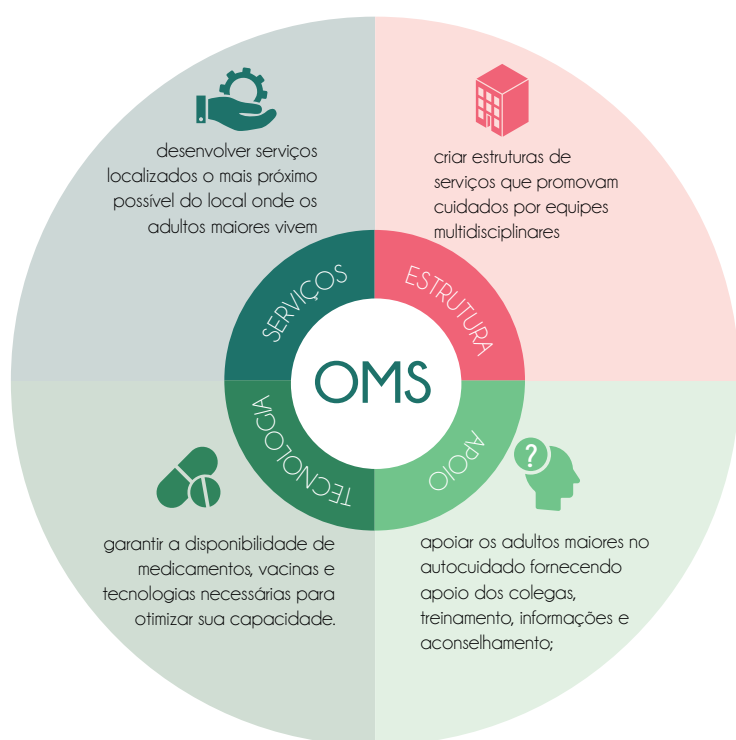 desenvolver serviços
localizados o mais próximo
possível do local onde os
adultos maiores vivem
criar estruturas de
serviços que promovam
cuidados por equipes
multidisciplinares
SERVIÇOS
ESTRUTURA
OMS
TECNOLOGIA
APOIO
?
garantir a disponibilidade de
medicamentos, vacinas e
tecnologias necessárias para
otimizar sua capacidade.
apoiar os adultos maiores no
autocuidado fornecendo
apoio dos colegas,
treinamento, informações e
aconselhamento;